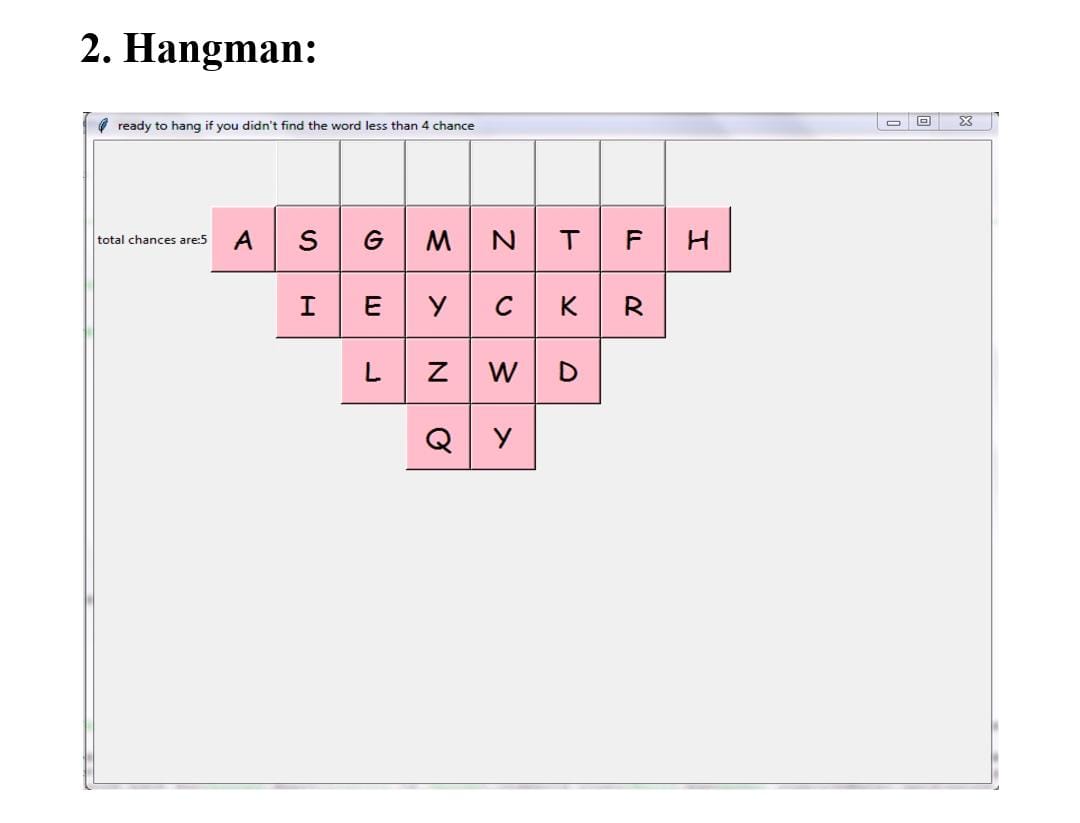 2. Hangman:
ready to hang if you didn't find the word less than 4 chance
total chances are:5 A S G M N T F H
I E Y C K R
L Z W D
Q Y